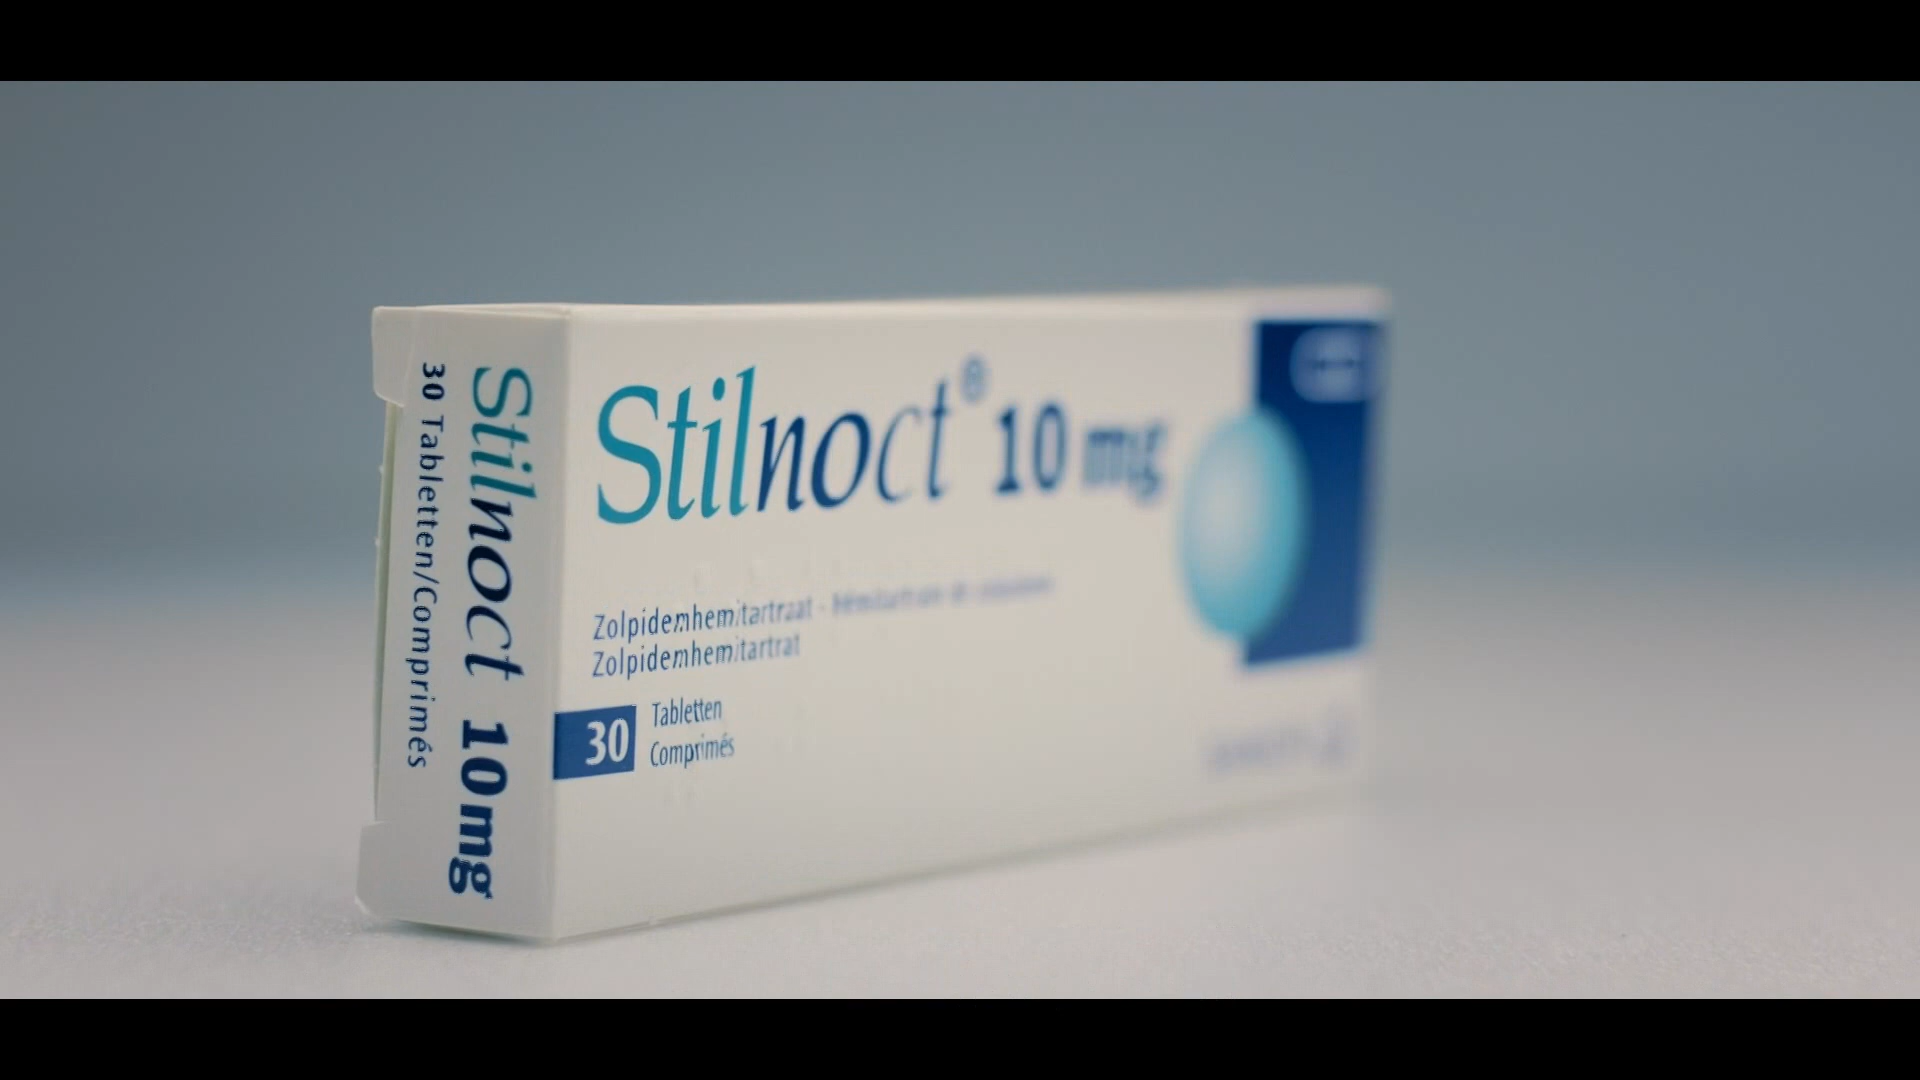 Stilnoct 10mg
30 Tabletten/Comprimés
Stilnoct® 10 mg
Zolpidemhemitartraat -
Zolpidemhemitartrat
30
Tabletten
Comprimés